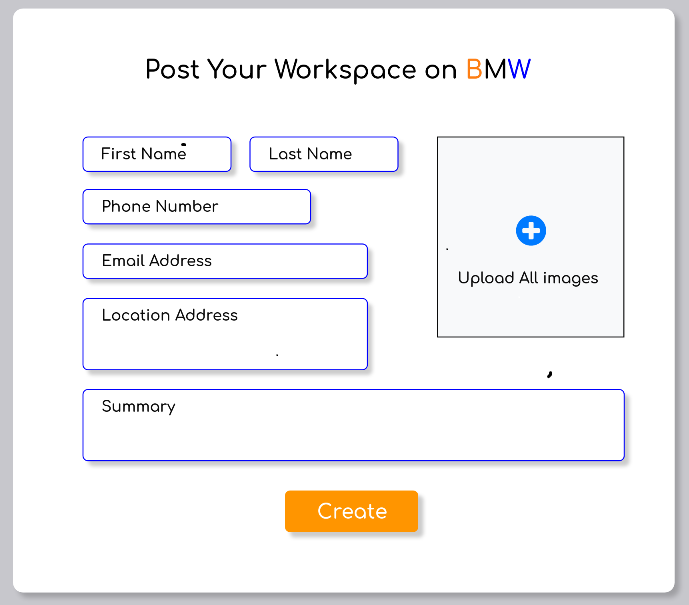 Post Your Workspace on BMW
First Name Last Name
Phone Number
Email Address
Location Address
Upload All images
Summary
Create